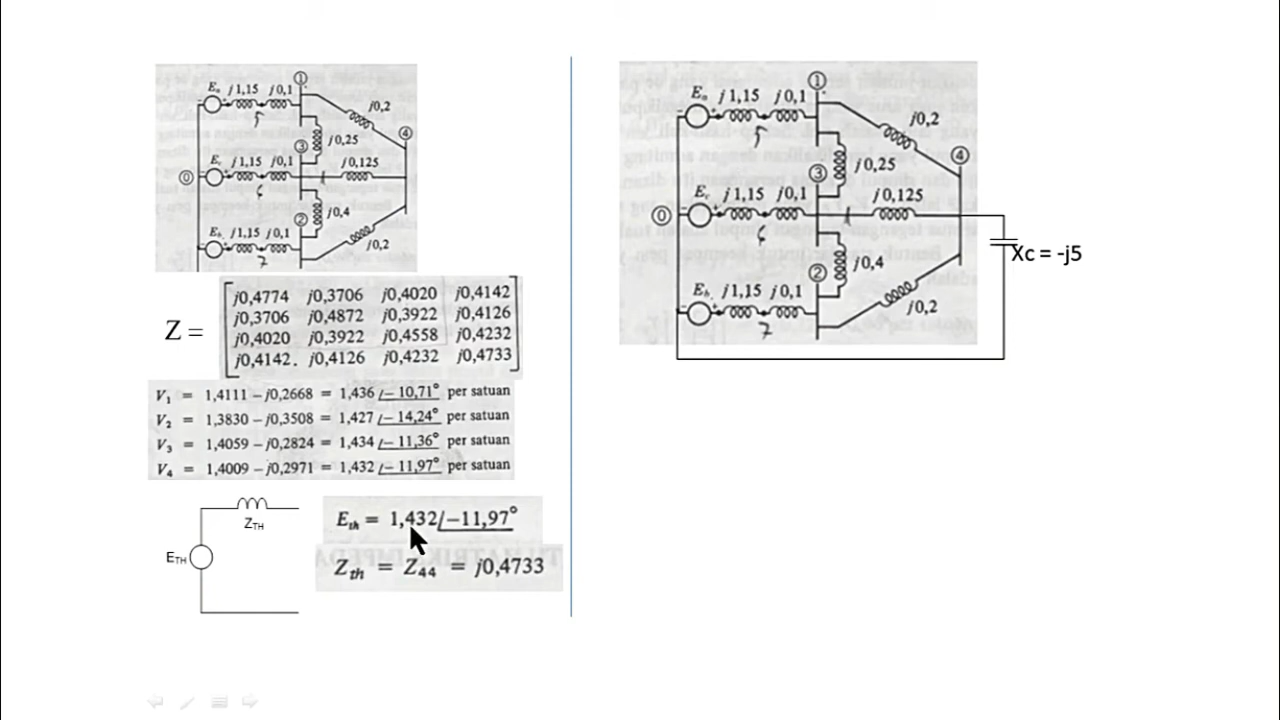 ①
E_a j1,15 j0,1
j0,2
④
③ j0,25
E_c j1,15 j0,1 j0,125
⓪
② j0,4
E_b j1,15 j0,1
j0,2
Z =
j0,4774 j0,3706 j0,4020 j0,4142
j0,3706 j0,4872 j0,3922 j0,4126
j0,4020 j0,3922 j0,4558 j0,4232
j0,4142. j0,4126 j0,4232 j0,4733
V₁ = 1,4111 – j0,2668 = 1,436 /– 10,71° per satuan
V₂ = 1,3830 – j0,3508 = 1,427 /– 14,24° per satuan
V₃ = 1,4059 – j0,2824 = 1,434 /– 11,36° per satuan
V₄ = 1,4009 – j0,2971 = 1,432 /– 11,97° per satuan
Z_TH
E_TH
E_th = 1,432/–11,97°
Z_th = Z₄₄ = j0,4733
①
E_a j1,15 j0,1
j0,2
④
③ j0,25
E_c j1,15 j0,1 j0,125
⓪
Xc = -j5
② j0,4
E_b j1,15 j0,1
j0,2